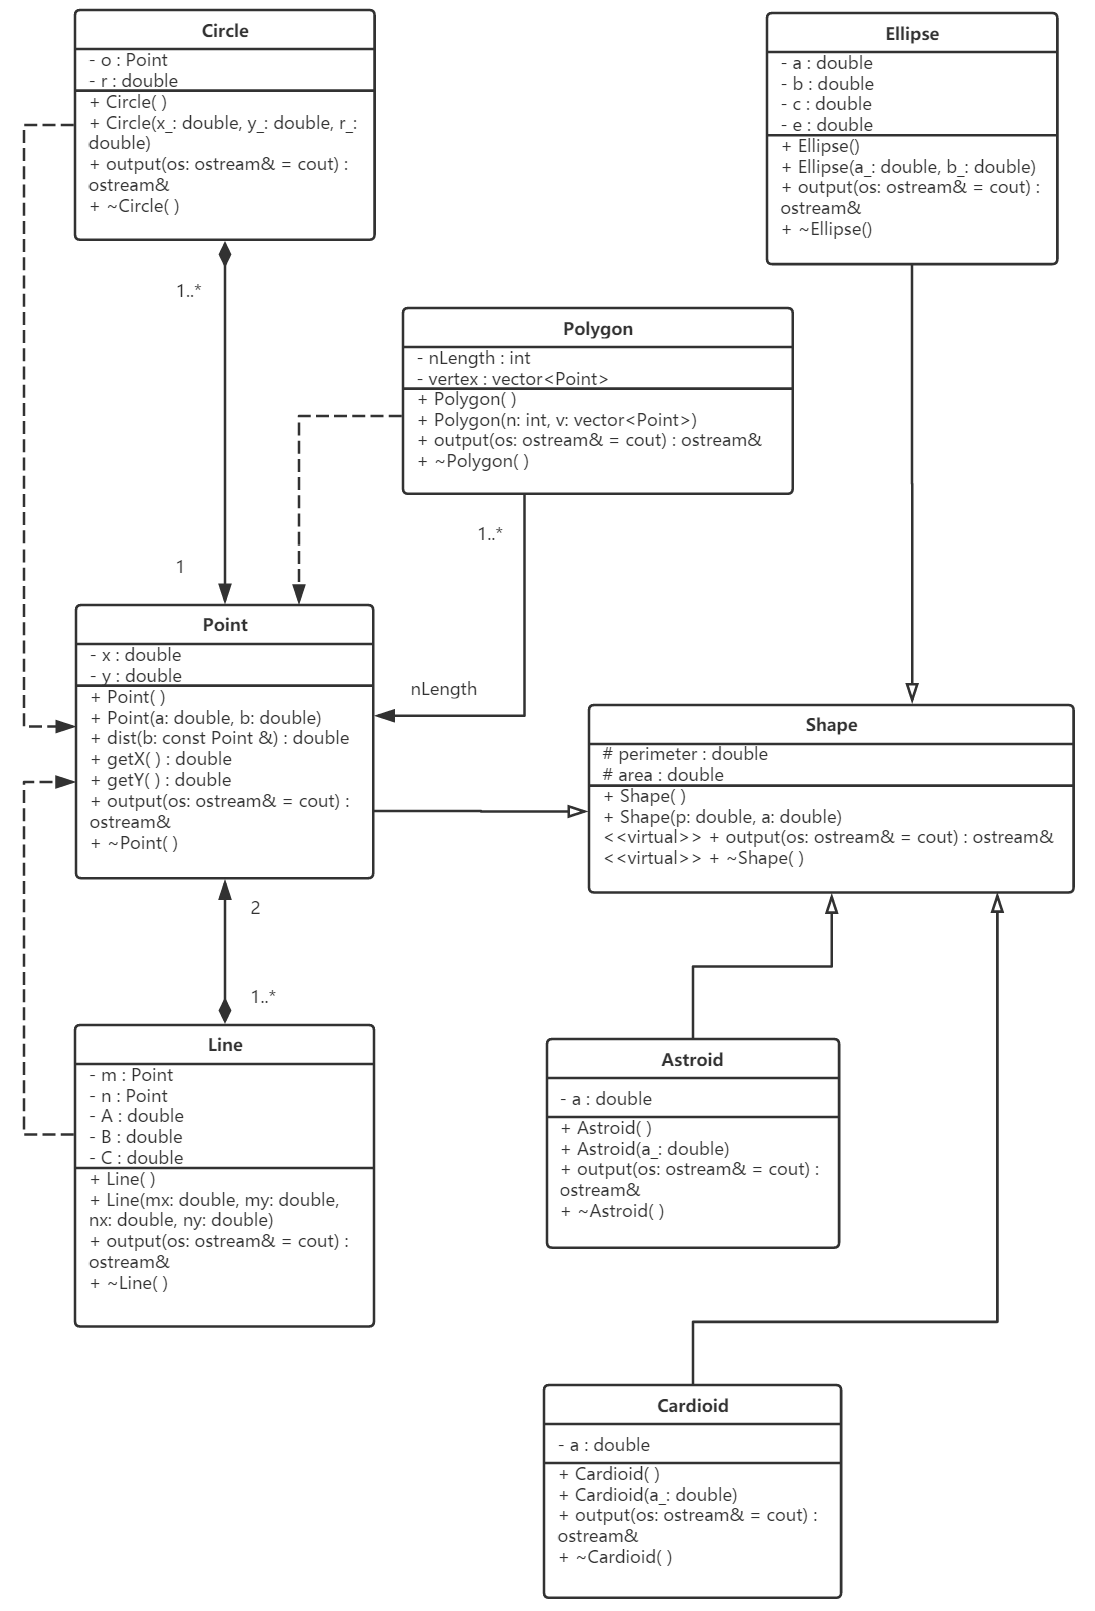 Circle
- o : Point
- r : double
+ Circle( )
+ Circle(x_: double, y_: double, r_:
double)
+ output(os: ostream& = cout) :
ostream&
+ ~Circle( )
Ellipse
- a : double
- b : double
- c : double
- e : double
+ Ellipse()
+ Ellipse(a_: double, b_: double)
+ output(os: ostream& = cout) :
ostream&
+ ~Ellipse()
1..*
1
Polygon
- nLength : int
- vertex : vector<Point>
+ Polygon( )
+ Polygon(n: int, v: vector<Point>)
+ output(os: ostream& = cout) : ostream&
+ ~Polygon( )
1..*
nLength
Point
- x : double
- y : double
+ Point( )
+ Point(a: double, b: double)
+ dist(b: const Point &) : double
+ getX( ) : double
+ getY( ) : double
+ output(os: ostream& = cout) :
ostream&
+ ~Point( )
Shape
# perimeter : double
# area : double
+ Shape( )
+ Shape(p: double, a: double)
<<virtual>> + output(os: ostream& = cout) : ostream&
<<virtual>> + ~Shape( )
2
1..*
Line
- m : Point
- n : Point
- A : double
- B : double
- C : double
+ Line( )
+ Line(mx: double, my: double,
nx: double, ny: double)
+ output(os: ostream& = cout) :
ostream&
+ ~Line( )
Astroid
- a : double
+ Astroid( )
+ Astroid(a_: double)
+ output(os: ostream& = cout) :
ostream&
+ ~Astroid( )
Cardioid
- a : double
+ Cardioid( )
+ Cardioid(a_: double)
+ output(os: ostream& = cout) :
ostream&
+ ~Cardioid( )